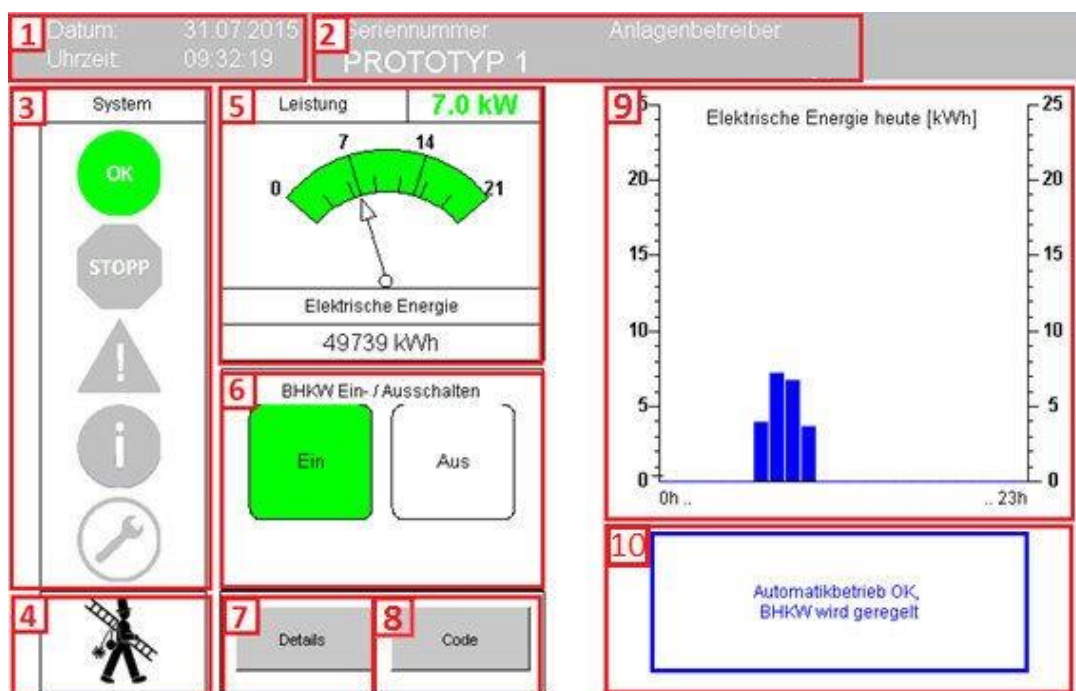 1 Datum: 31.07.2015
Uhrzeit: 09:32:19
2 Seriennummer Anlagenbetreiber
PROTOTYP 1
3 System
OK
STOPP
!
i
4
5 Leistung 7.0 kW
0 7 14 21
Elektrische Energie
49739 kWh
6 BHKW Ein- / Ausschalten
Ein Aus
7 Details
8 Code
9 Elektrische Energie heute [kWh]
25 25
20 20
15 15
10 10
5 5
0 0
0h .. .. 23h
10
Automatikbetrieb OK,
BHKW wird geregelt